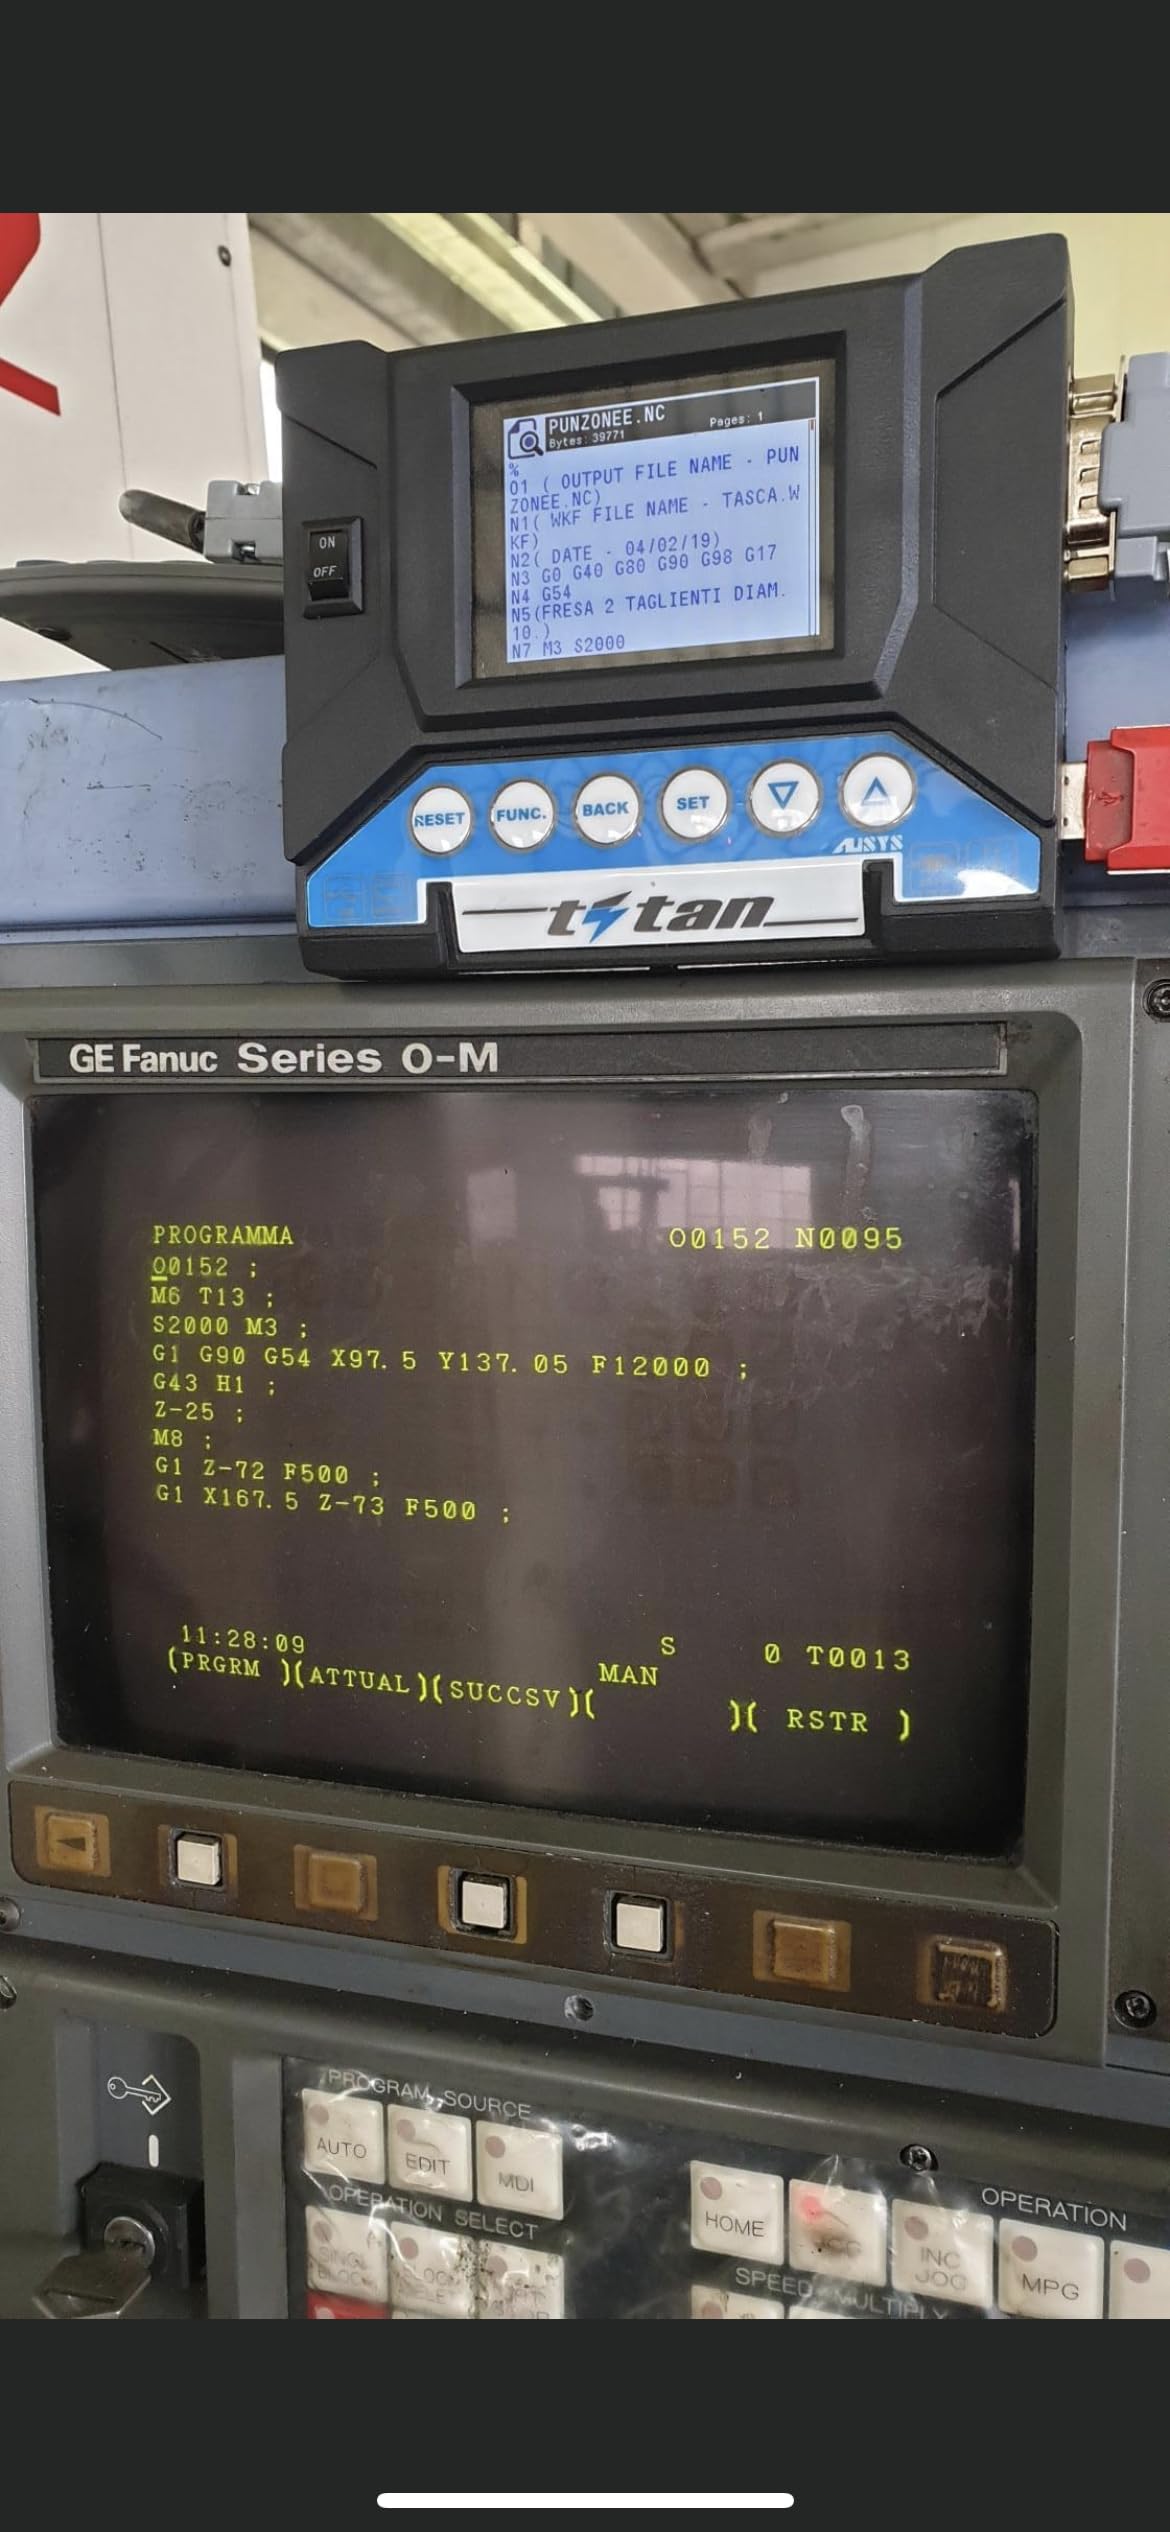 PUNZONEE.NC
Bytes: 39771
Pages: 1
%
O1 ( OUTPUT FILE NAME - PUN
ZONEE.NC)
N1( WKF FILE NAME - TASCA.W
KF)
N2( DATE - 04/02/19)
N3 G0 G40 G80 G90 G98 G17
N4 G54
N5(FRESA 2 TAGLIENTI DIAM.
10.)
N7 M3 S2000
ON
OFF
RESET
FUNC.
BACK
SET
AUSYS
titan
GE Fanuc Series 0-M
PROGRAMMA O0152 N0095
O0152 ;
M6 T13 ;
S2000 M3 ;
G1 G90 G54 X97.5 Y137.05 F12000 ;
G43 H1 ;
Z-25 ;
M8 ;
G1 Z-72 F500 ;
G1 X167.5 Z-73 F500 ;
11:28:09 S 0 T0013
MAN
(PRGRM )(ATTUAL)(SUCCSV)( )( RSTR )
PROGRAM SOURCE
AUTO
EDIT
MDI
OPERATION SELECT
OPERATION
HOME
INC
JOG
MPG
SPEED MULTIPLY